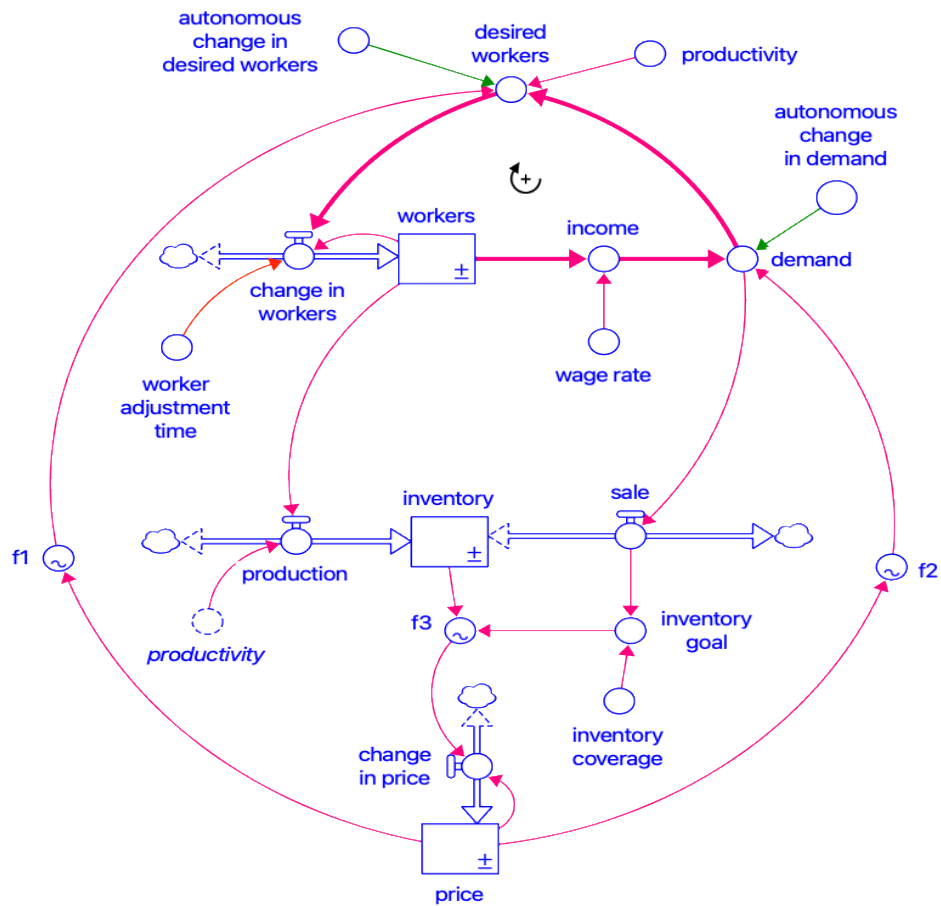 autonomous
change in
desired workers
desired
workers
productivity
autonomous
change
in demand
workers
income
demand
change in
workers
wage rate
worker
adjustment
time
inventory
sale
f1
production
f2
f3
inventory
goal
productivity
inventory
coverage
change
in price
price